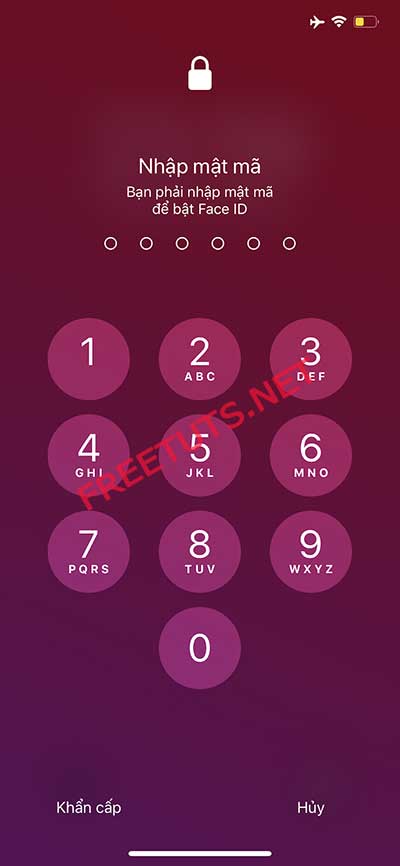 Nhập mật mã
Bạn phải nhập mật mã
để bật Face ID
1
2
ABC
3
DEF
4
GHI
5
JKL
6
MNO
7
PQRS
8
TUV
9
WXYZ
0
FREETUTS.NET
Khẩn cấp
Hủy